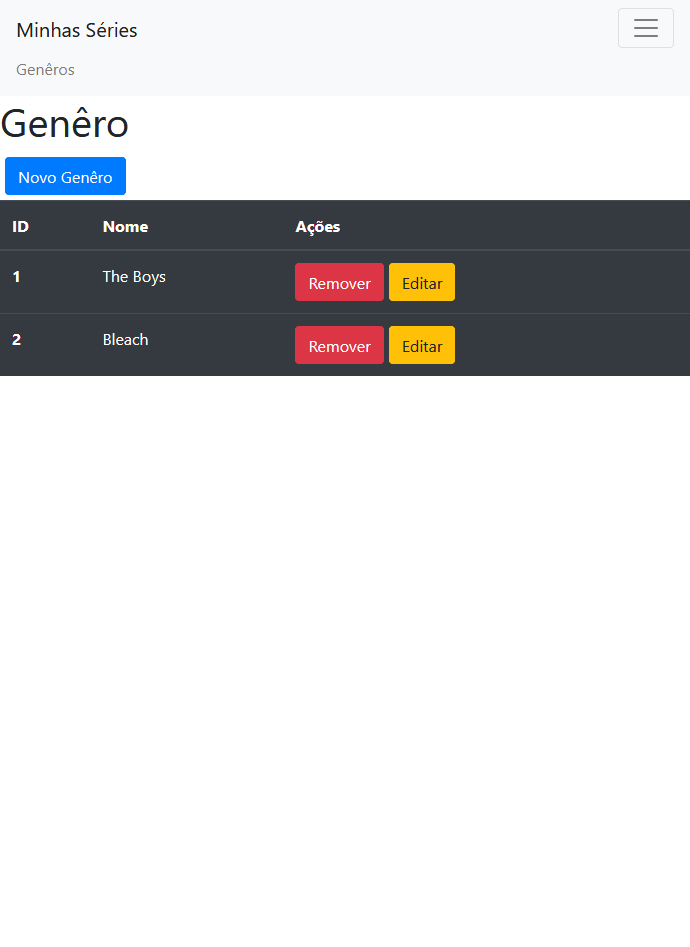 Minhas Séries
Genêros
Genêro
Novo Genêro
ID Nome Ações
1 The Boys Remover Editar
2 Bleach Remover Editar